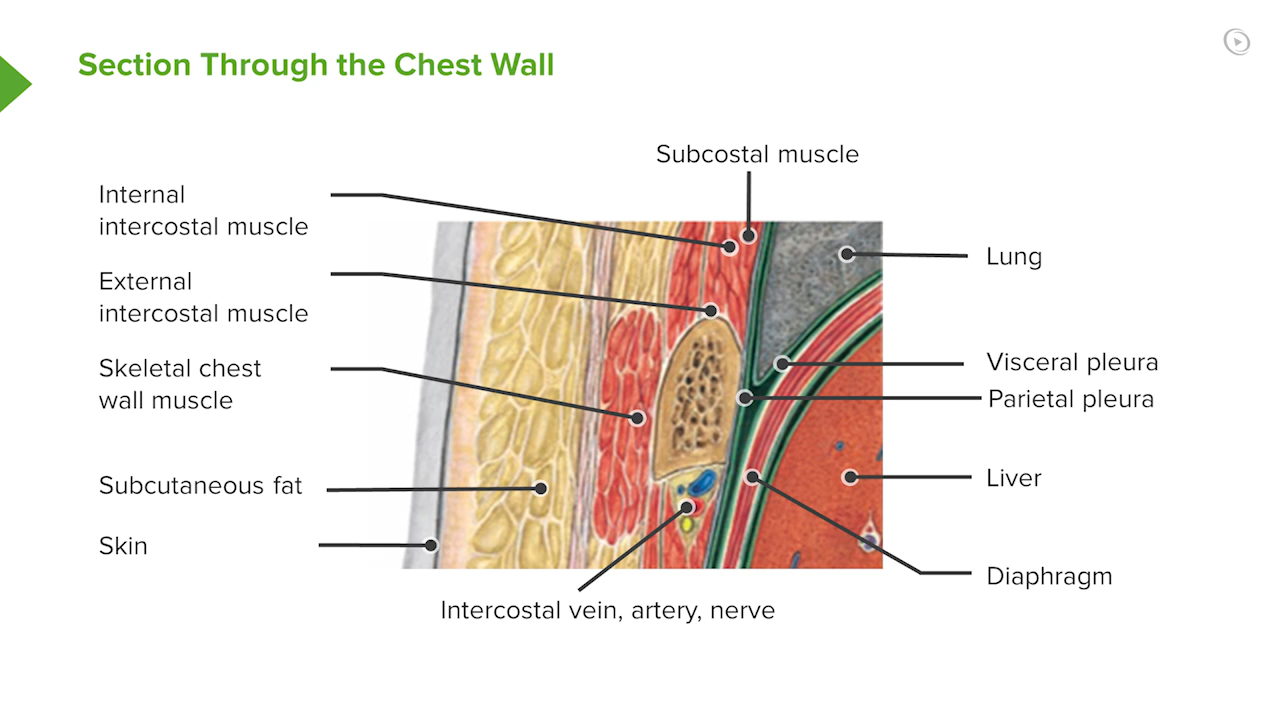 Section Through the Chest Wall
Subcostal muscle
Internal
intercostal muscle
External
intercostal muscle
Skeletal chest
wall muscle
Subcutaneous fat
Skin
Lung
Visceral pleura
Parietal pleura
Liver
Diaphragm
Intercostal vein, artery, nerve